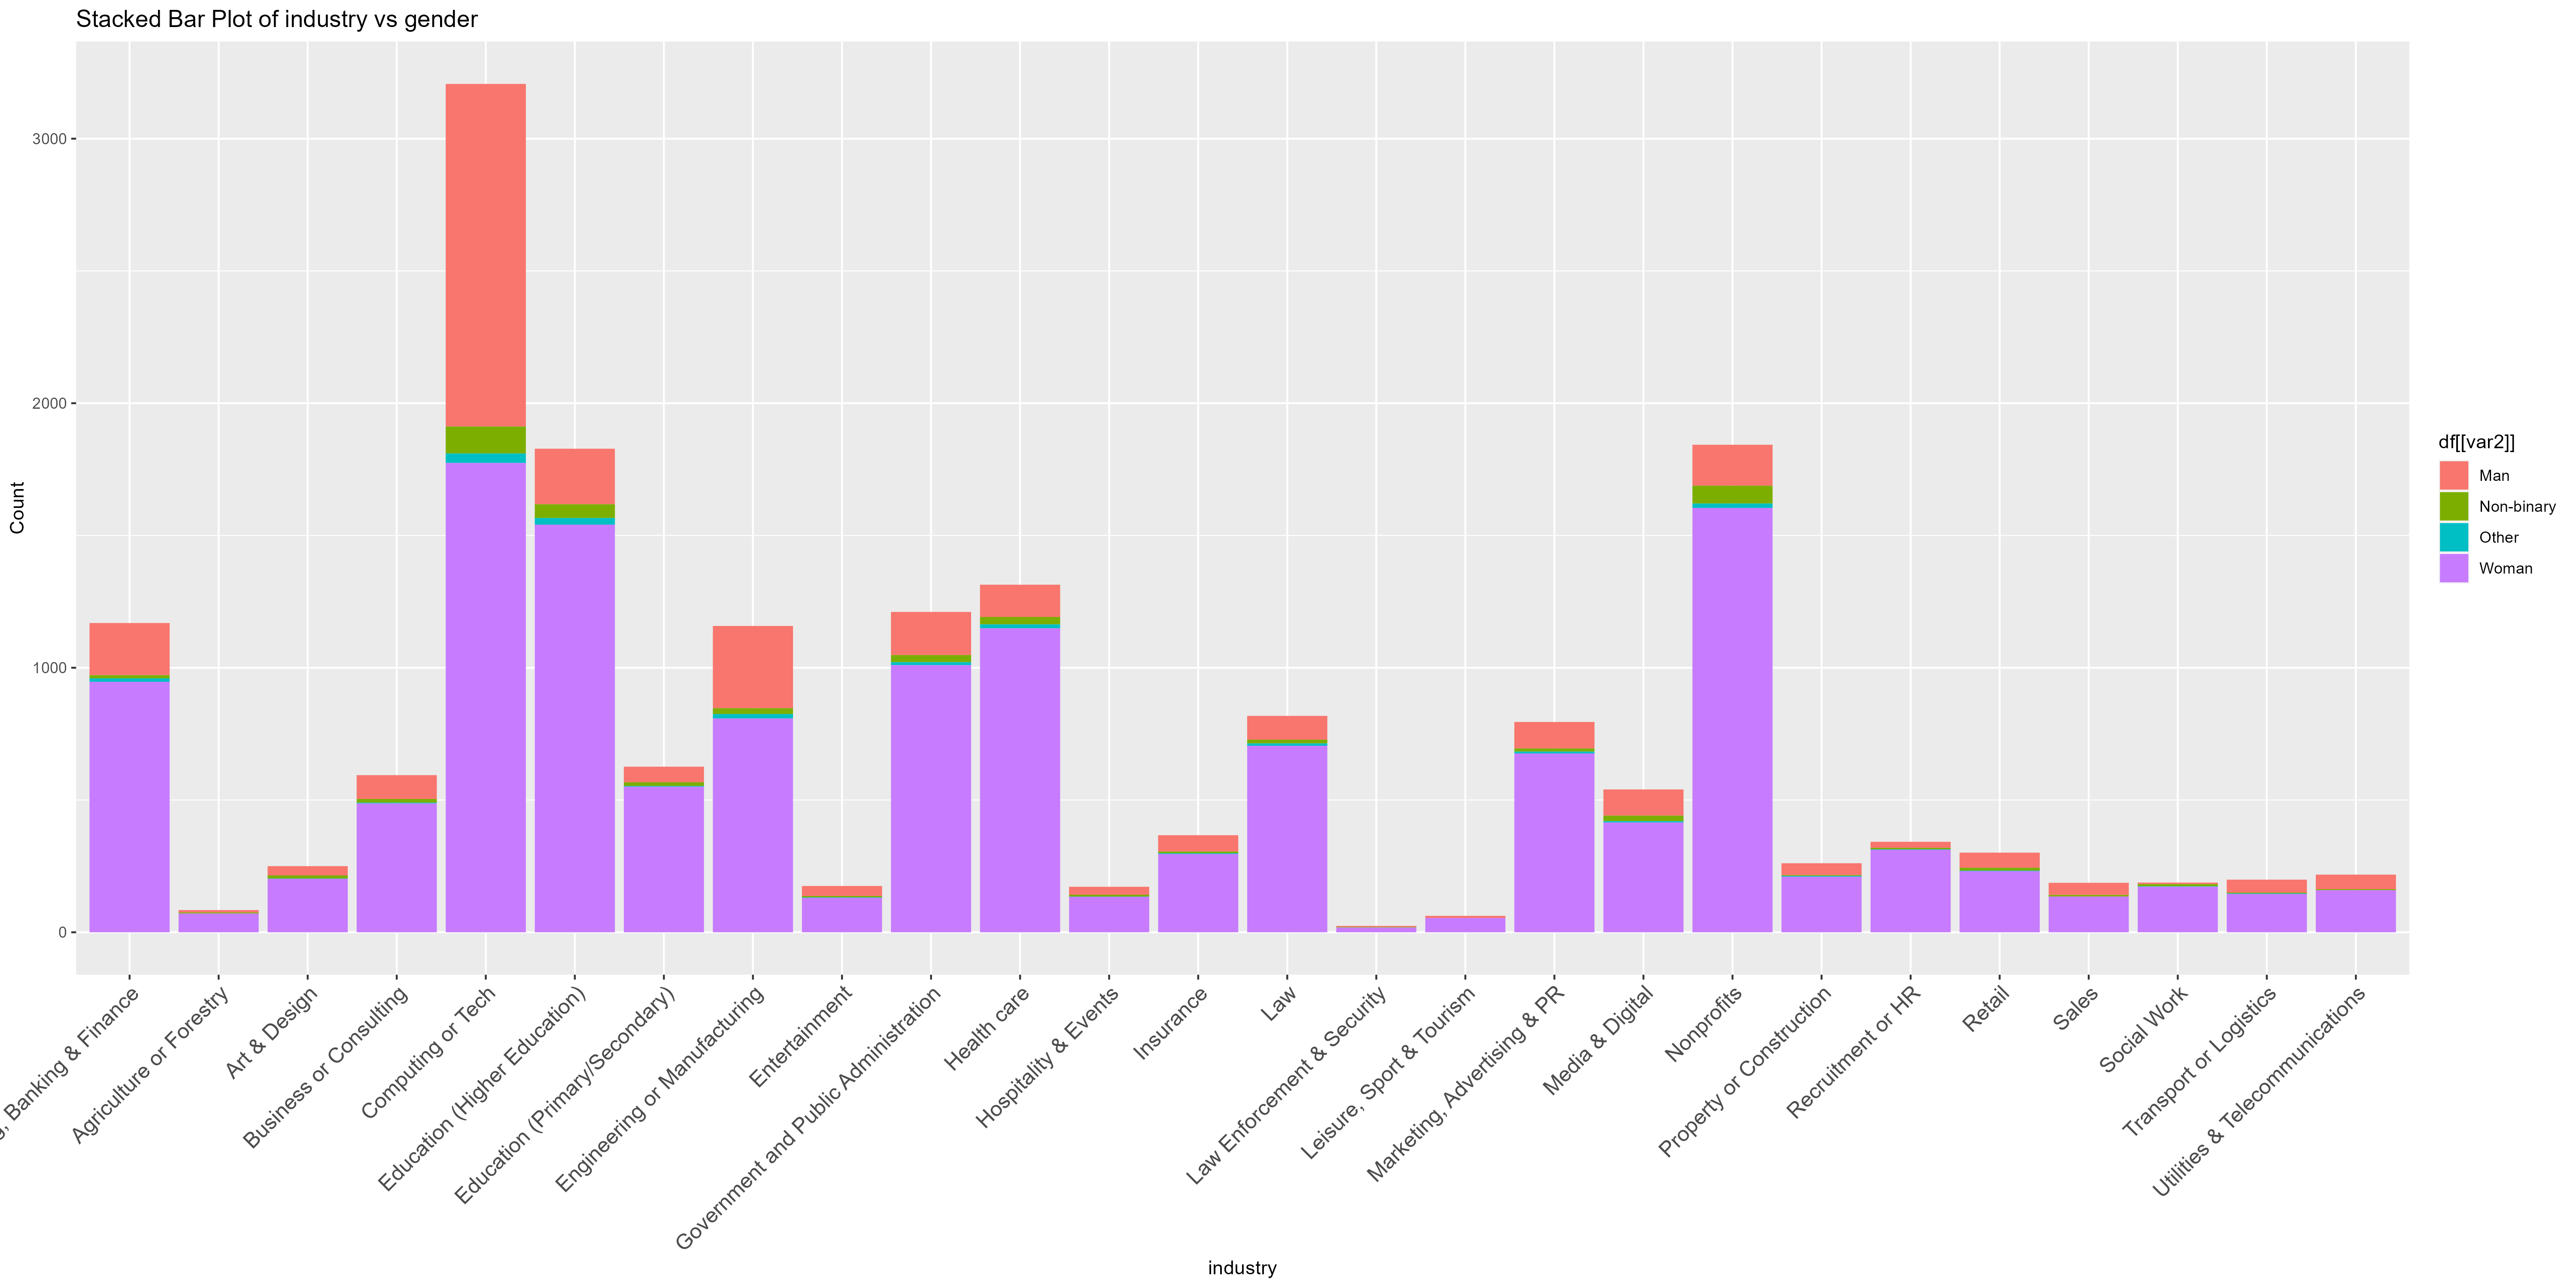 Stacked Bar Plot of industry vs gender
Count
3000
2000
1000
0
df[[var2]]
Man
Non-binary
Other
Woman
Banking & Finance
Agriculture or Forestry
Art & Design
Business or Consulting
Computing or Tech
Education (Higher Education)
Education (Primary/Secondary)
Engineering or Manufacturing
Entertainment
Government and Public Administration
Health care
Hospitality & Events
Insurance
Law
Law Enforcement & Security
Leisure, Sport & Tourism
Marketing, Advertising & PR
Media & Digital
Nonprofits
Property or Construction
Recruitment or HR
Retail
Sales
Social Work
Transport or Logistics
Utilities & Telecommunications
industry